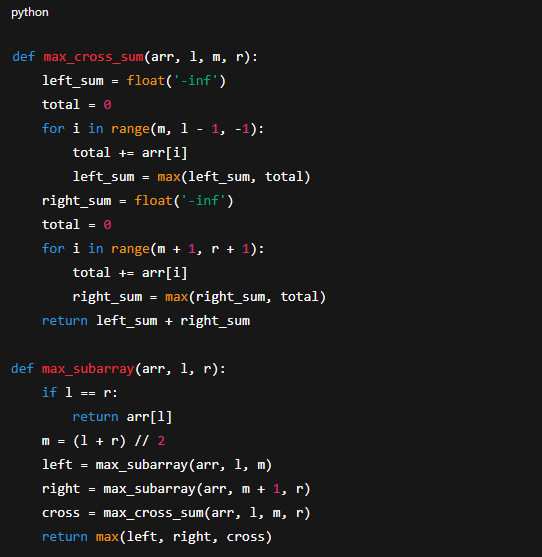 python
def max_cross_sum(arr, l, m, r):
    left_sum = float('-inf')
    total = 0
    for i in range(m, l - 1, -1):
        total += arr[i]
        left_sum = max(left_sum, total)
    right_sum = float('-inf')
    total = 0
    for i in range(m + 1, r + 1):
        total += arr[i]
        right_sum = max(right_sum, total)
    return left_sum + right_sum
def max_subarray(arr, l, r):
    if l == r:
        return arr[l]
    m = (l + r) // 2
    left = max_subarray(arr, l, m)
    right = max_subarray(arr, m + 1, r)
    cross = max_cross_sum(arr, l, m, r)
    return max(left, right, cross)